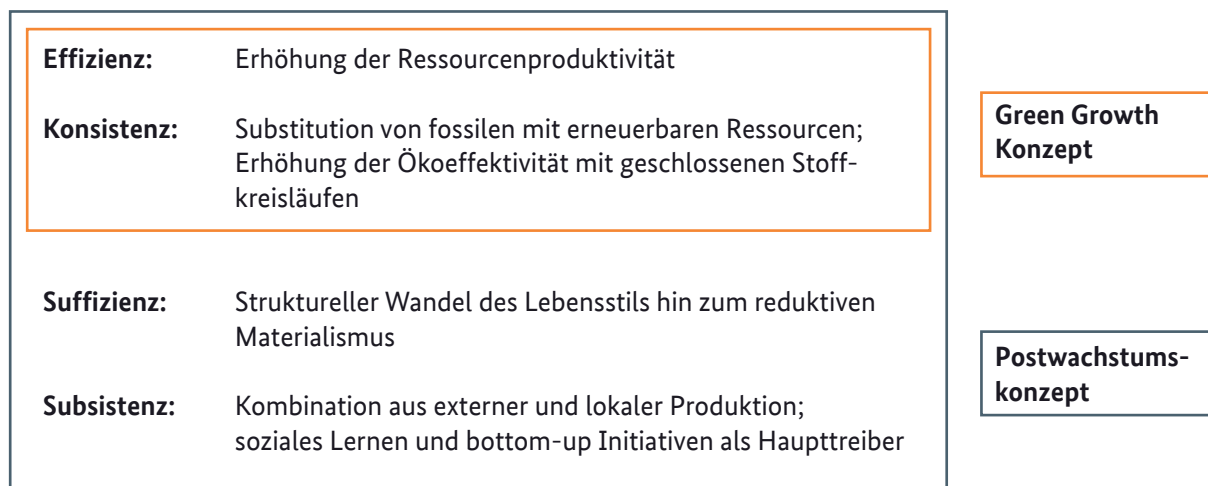 Effizienz: Erhöhung der Ressourcenproduktivität
Konsistenz: Substitution von fossilen mit erneuerbaren Ressourcen;
Erhöhung der Ökoeffektivität mit geschlossenen Stoff-
kreisläufen
Green Growth
Konzept
Suffizienz: Struktureller Wandel des Lebensstils hin zum reduktiven
Materialismus
Subsistenz: Kombination aus externer und lokaler Produktion;
soziales Lernen und bottom-up Initiativen als Haupttreiber
Postwachstums-
konzept